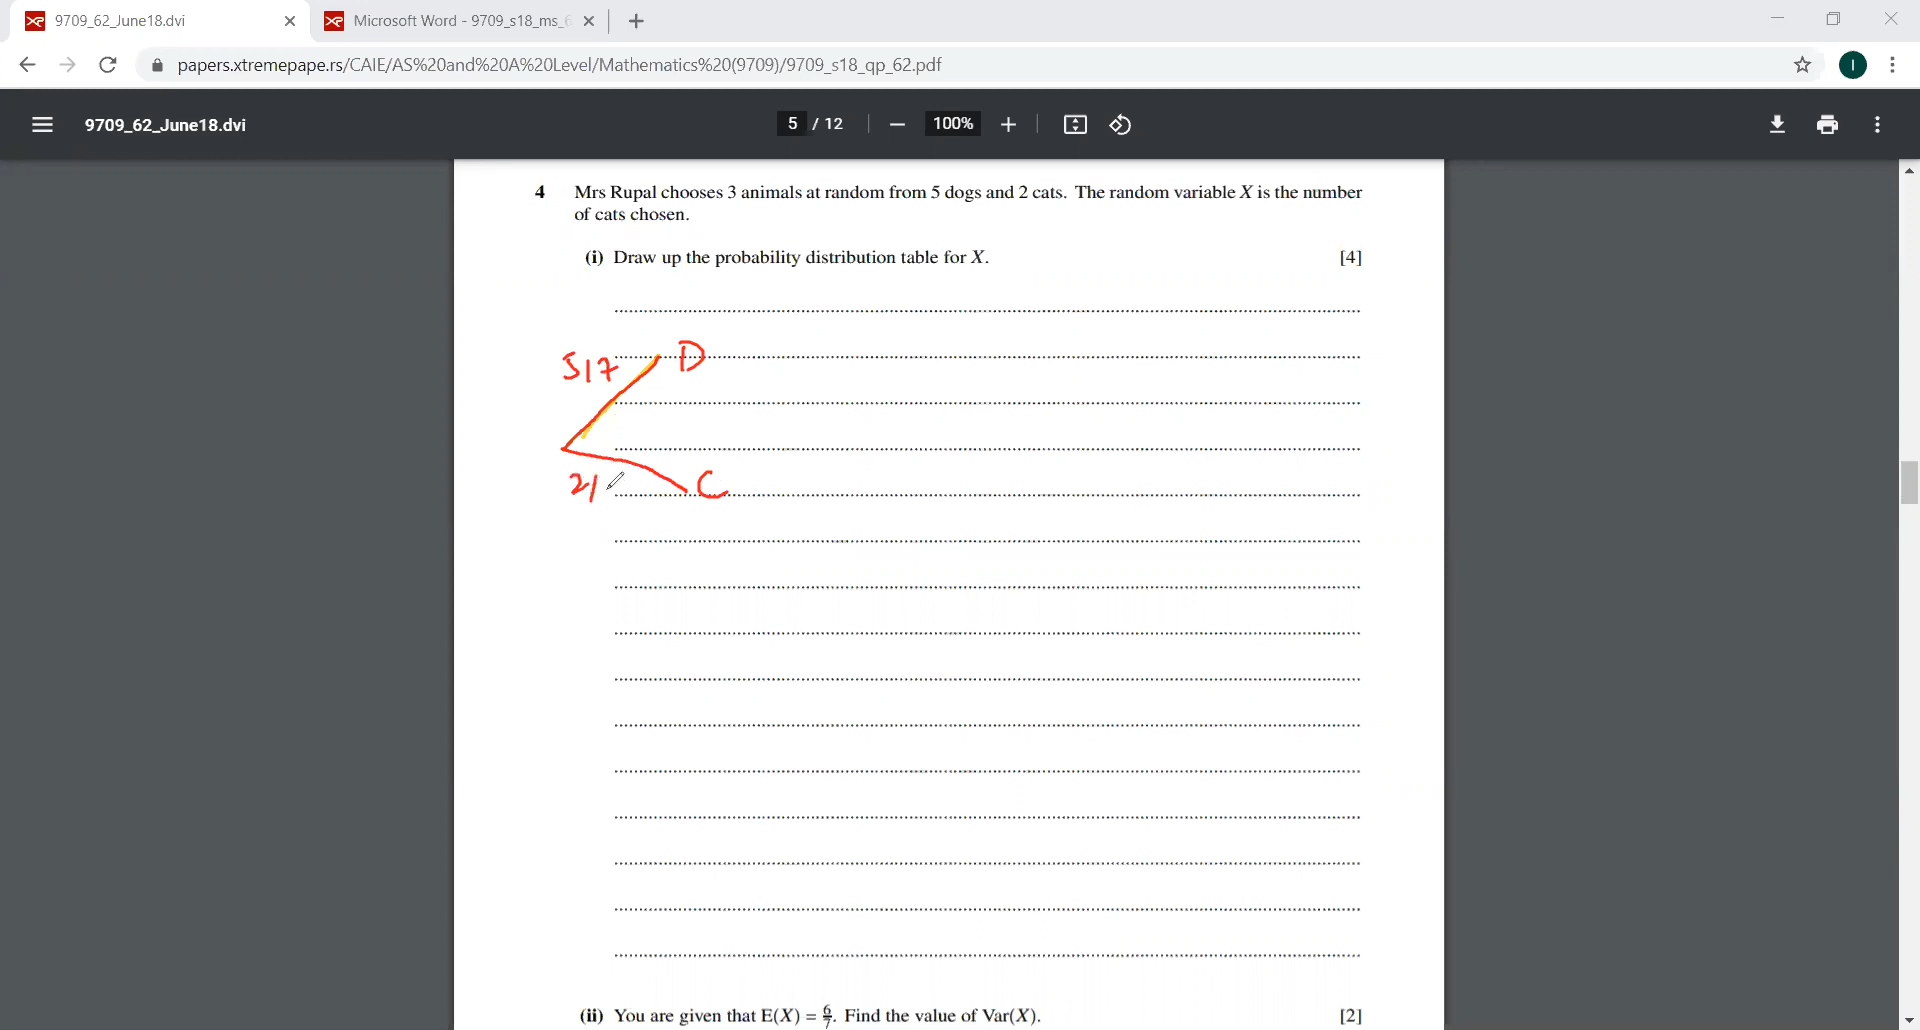 9709_62_June18.dvi
Microsoft Word - 9709_s18_ms_6
papers.xtremepape.rs/CAIE/AS%20and%20A%20Level/Mathematics%20(9709)/9709_s18_qp_62.pdf
I
9709_62_June18.dvi
5 / 12
100%
4 Mrs Rupal chooses 3 animals at random from 5 dogs and 2 cats. The random variable X is the number
of cats chosen.
(i) Draw up the probability distribution table for X. [4]
5/7 D
2/ C
(ii) You are given that E(X) = 6/7. Find the value of Var(X). [2]